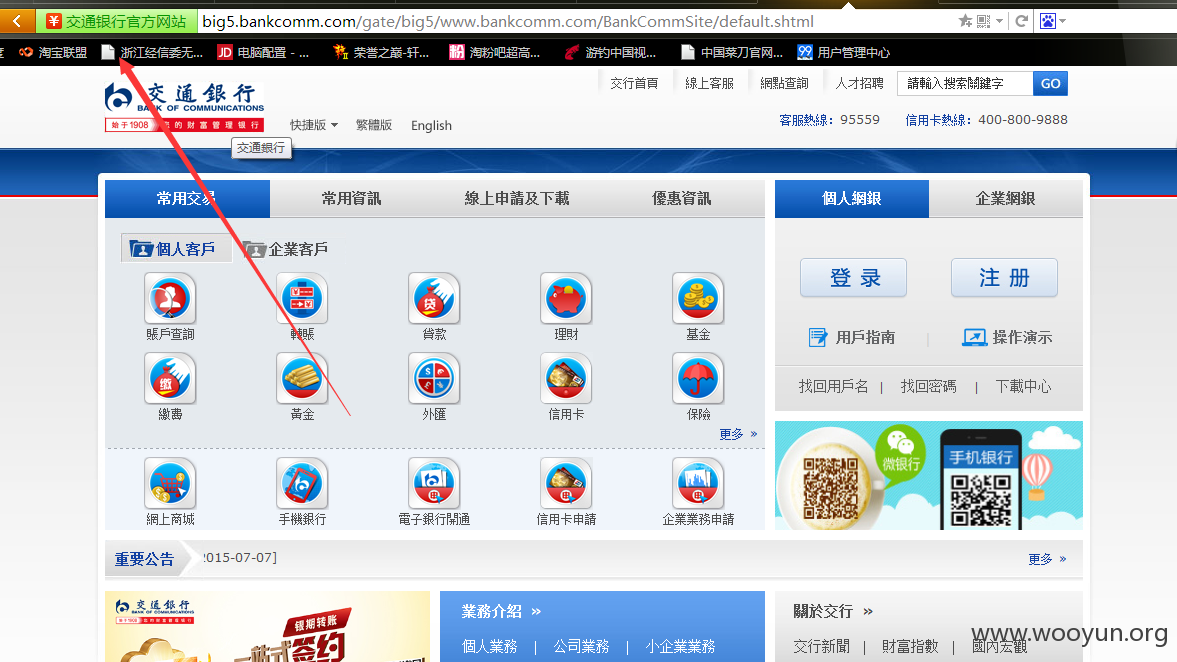 交通银行官方网站 big5.bankcomm.com/gate/big5/www.bankcomm.com/BankCommSite/default.shtml
淘宝联盟 浙江经信委无... JD 电脑配置 - ... 荣誉之巅-轩... 粉 淘粉吧超高... 游钓中国视... 中国菜刀官网... 99 用户管理中心
交行首頁 線上客服 網點查詢 人才招聘 請輸入搜索關鍵字 GO
交通銀行
BANK OF COMMUNICATIONS
始于1908 您的财富管理银行
快捷版 繁體版 English
客服熱線: 95559 信用卡熱線: 400-800-9888
交通銀行
常用交易 常用資訊 線上申請及下載 優惠資訊 個人網銀 企業網銀
個人客戶 企業客戶
登录 注册
賬戶查詢 轉賬 貸款 理財 基金
用戶指南 操作演示
繳費 黃金 外匯 信用卡 保險
找回用戶名 | 找回密碼 | 下載中心
更多 »
微银行 手机银行
網上商城 手機銀行 電子銀行開通 信用卡申請 企業業務申請
重要公告 2015-07-07] 更多 »
交通銀行
BANK OF COMMUNICATIONS
银期转账
一站式签约
業務介紹 »
個人業務 | 公司業務 | 小企業業務
關於交行 »
交行新聞 | 財富指數 | 國內宏觀
www.wooyun.org